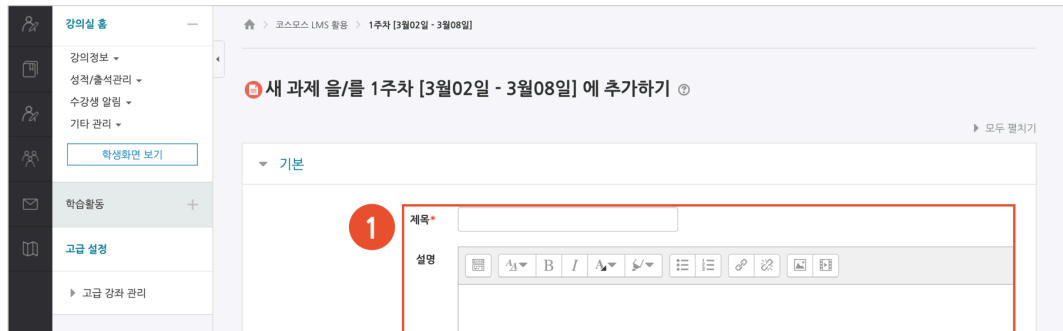 강의실 홈
코스모스 LMS 활용 > 1주차 [3월02일 - 3월08일]
강의정보
성적/출석관리
수강생 알림
기타 관리
학생화면 보기
학습활동
고급 설정
고급 강좌 관리
새 과제 을/를 1주차 [3월02일 - 3월08일] 에 추가하기
모두 펼치기
기본
1
제목*
설명